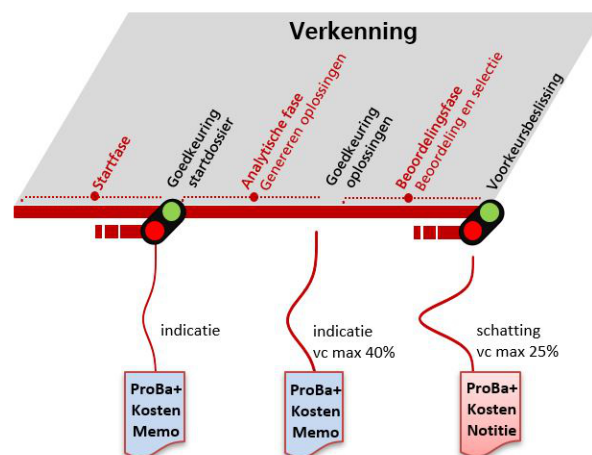 Verkenning
Startfase
Goedkeuring
startdossier
Analytische fase
Genereren oplossingen
Goedkeuring
oplossingen
Beoordelingsfase
Beoordeling en selectie
Voorkeursbeslissing
indicatie
indicatie
vc max 40%
schatting
vc max 25%
ProBa+
Kosten
Memo
ProBa+
Kosten
Memo
ProBa+
Kosten
Notitie